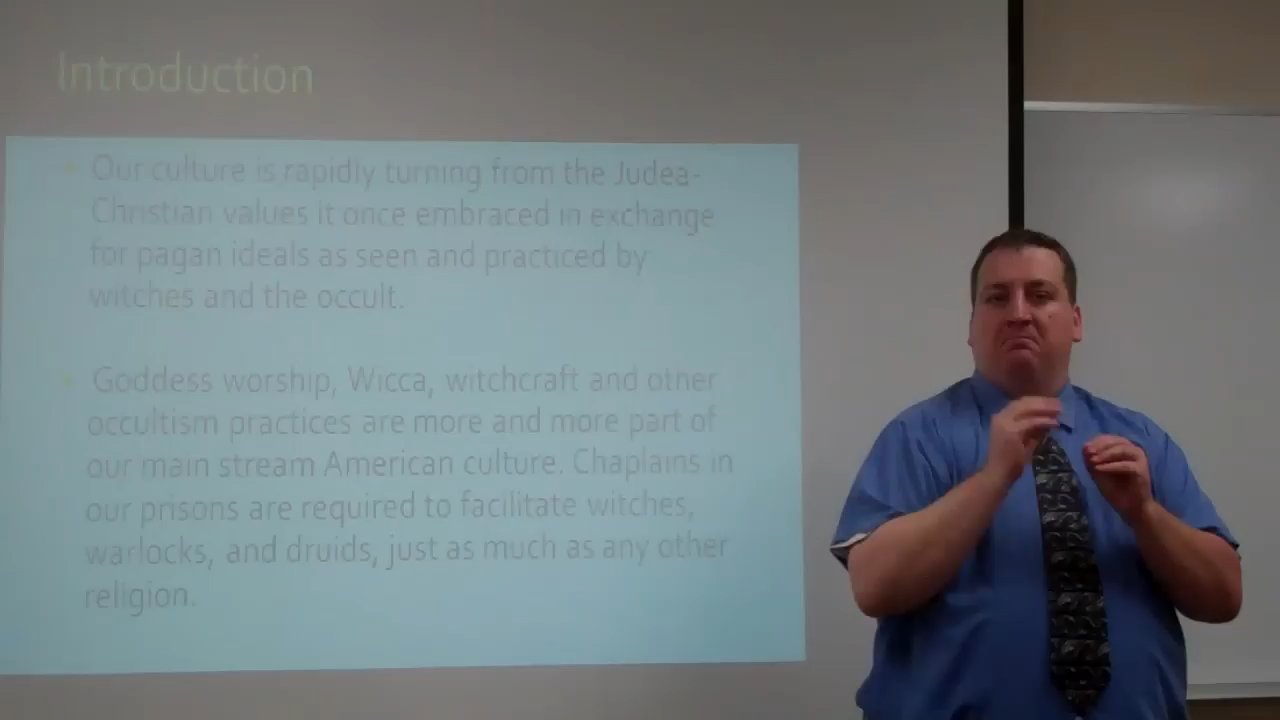 Introduction
Our culture is rapidly turning from the Judea-
Christian values it once embraced in exchange
for pagan ideals as seen and practiced by
witches and the occult.
Goddess worship, Wicca, witchcraft and other
occultism practices are more and more part of
our main stream American culture. Chaplains in
our prisons are required to facilitate witches,
warlocks, and druids, just as much as any other
religion.